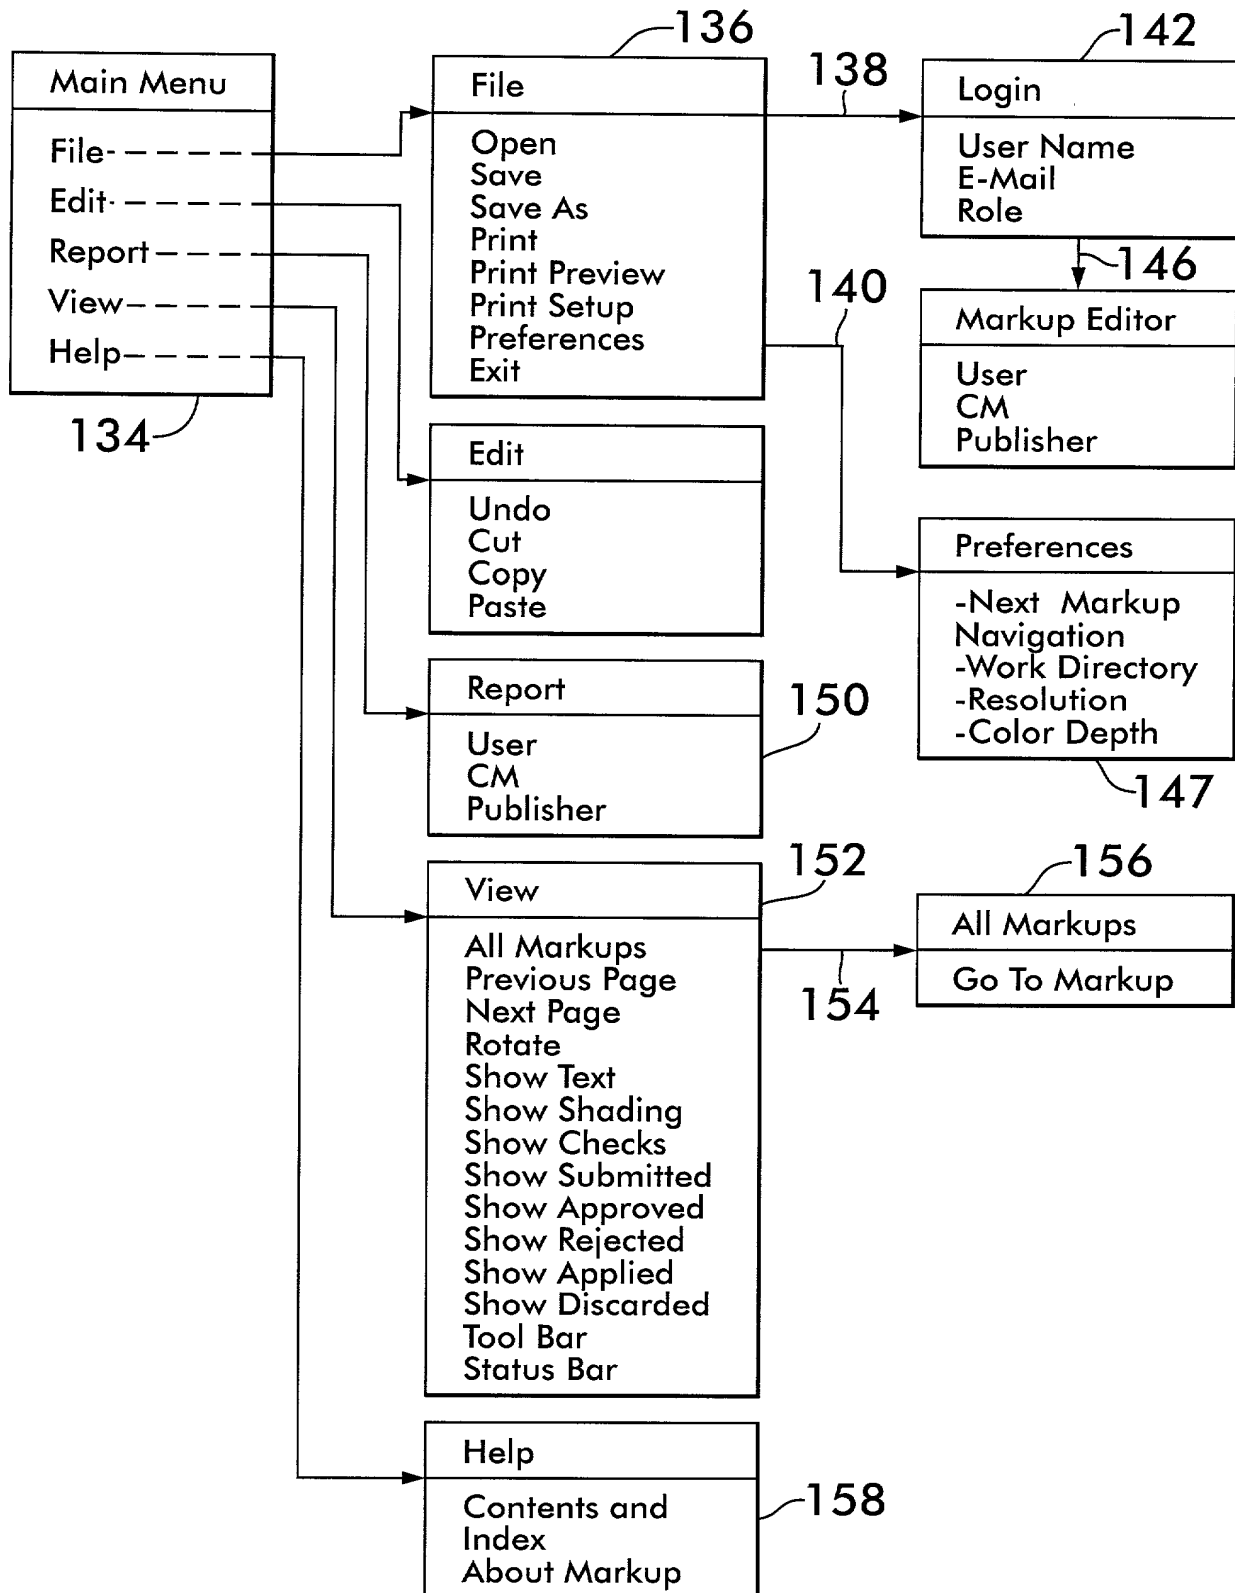 Main Menu
File
Edit
Report
View
Help
134
136
File
Open
Save
Save As
Print
Print Preview
Print Setup
Preferences
Exit
138
142
Login
User Name
E-Mail
Role
146
Markup Editor
User
CM
Publisher
140
Preferences
-Next Markup
Navigation
-Work Directory
-Resolution
-Color Depth
147
Edit
Undo
Cut
Copy
Paste
Report
User
CM
Publisher
150
View
All Markups
Previous Page
Next Page
Rotate
Show Text
Show Shading
Show Checks
Show Submitted
Show Approved
Show Rejected
Show Applied
Show Discarded
Tool Bar
Status Bar
152
154
156
All Markups
Go To Markup
Help
Contents and
Index
About Markup
158